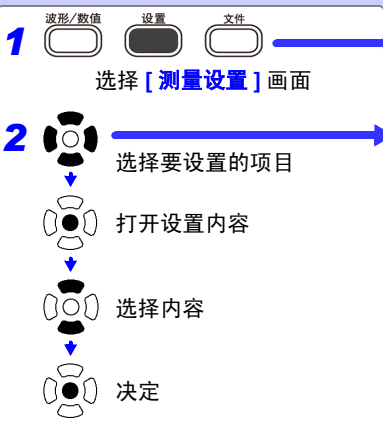 波形/数值 设置 文件
1
选择 [ 测量设置 ] 画面
2
选择要设置的项目
打开设置内容
选择内容
决定